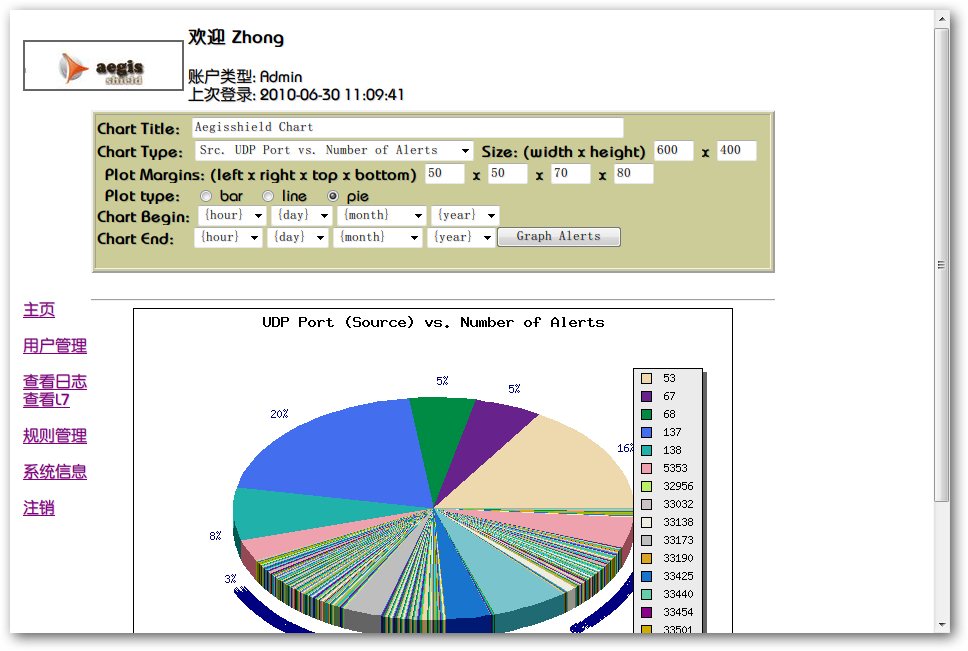 欢迎 Zhong
aegis
shield
账户类型: Admin
上次登录: 2010-06-30 11:09:41
Chart Title: Aegisshield Chart
Chart Type: Src. UDP Port vs. Number of Alerts Size: (width x height) 600 x 400
Plot Margins: (left x right x top x bottom) 50 x 50 x 70 x 80
Plot type: bar line pie
Chart Begin: {hour} {day} {month} {year}
Chart End: {hour} {day} {month} {year} Graph Alerts
主页
用户管理
查看日志
查看L7
规则管理
系统信息
注销
UDP Port (Source) vs. Number of Alerts
5%
5%
20%
16%
8%
3%
53
67
68
137
138
5353
32956
33032
33138
33173
33190
33425
33440
33454
33501